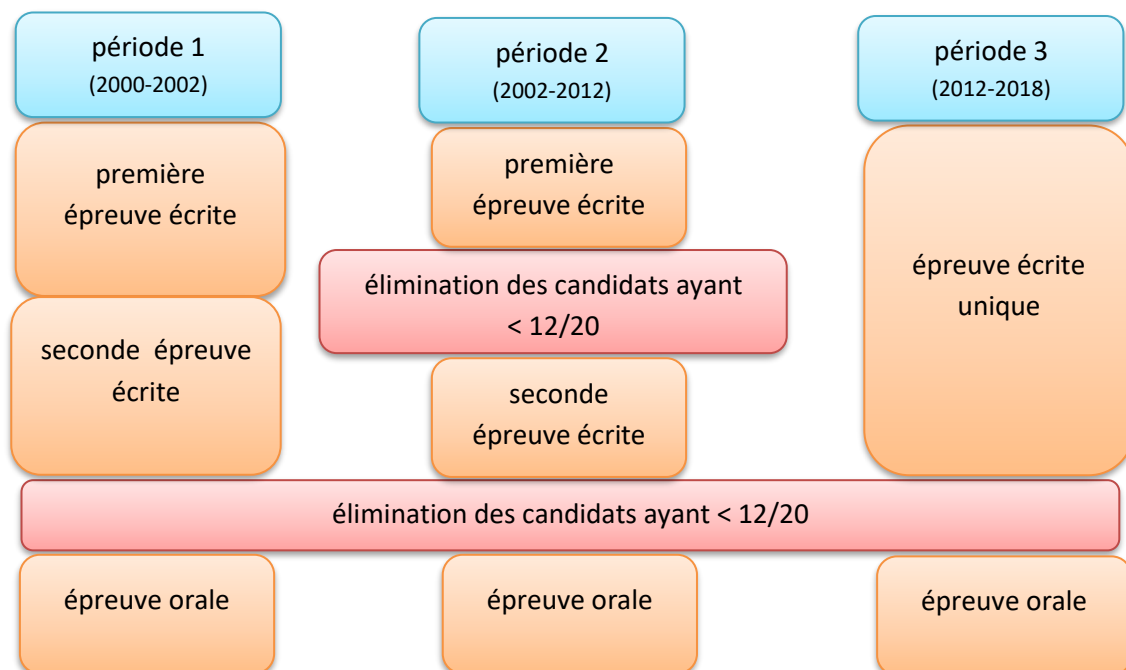 période 1
(2000-2002)
période 2
(2002-2012)
période 3
(2012-2018)
première
épreuve écrite
première
épreuve écrite
épreuve écrite
unique
élimination des candidats ayant
< 12/20
seconde épreuve
écrite
seconde
épreuve écrite
élimination des candidats ayant < 12/20
épreuve orale
épreuve orale
épreuve orale